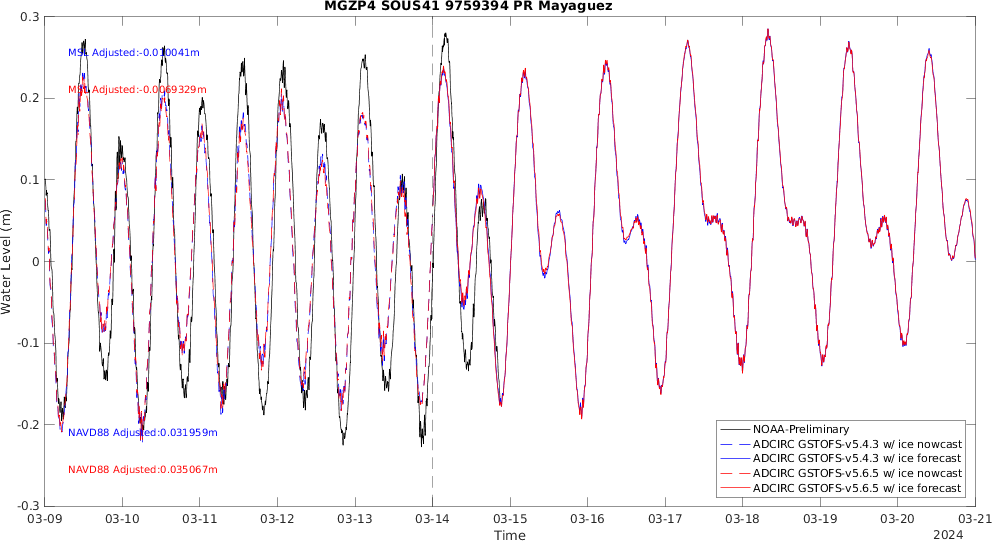 MGZP4 SOUS41 9759394 PR Mayaguez
MSL Adjusted:-0.010041m
MSL Adjusted:-0.0069329m
NAVD88 Adjusted:0.031959m
NAVD88 Adjusted:0.035067m
Water Level (m)
0.3
0.2
0.1
0
-0.1
-0.2
-0.3
NOAA-Preliminary
ADCIRC GSTOFS-v5.4.3 w/ ice nowcast
ADCIRC GSTOFS-v5.4.3 w/ ice forecast
ADCIRC GSTOFS-v5.6.5 w/ ice nowcast
ADCIRC GSTOFS-v5.6.5 w/ ice forecast
03-09 03-10 03-11 03-12 03-13 03-14 03-15 03-16 03-17 03-18 03-19 03-20 03-21
Time
2024